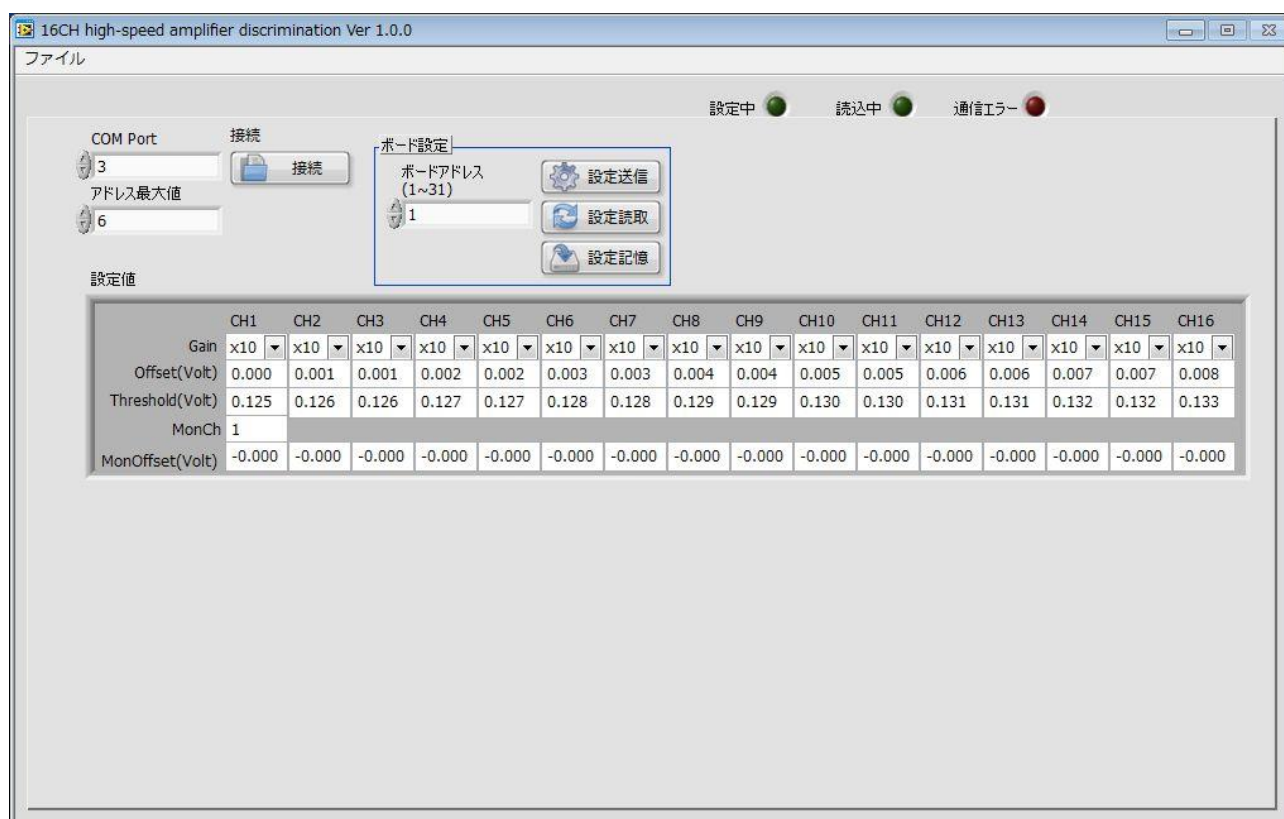 16CH high-speed amplifier discrimination Ver 1.0.0
ファイル
設定中 読込中 通信エラー
COM Port 接続
3 接続
アドレス最大値
6
ボード設定
ボードアドレス
(1~31)
1
設定送信
設定読取
設定記憶
設定値
CH1 CH2 CH3 CH4 CH5 CH6 CH7 CH8 CH9 CH10 CH11 CH12 CH13 CH14 CH15 CH16
Gain x10 x10 x10 x10 x10 x10 x10 x10 x10 x10 x10 x10 x10 x10 x10 x10
Offset(Volt) 0.000 0.001 0.001 0.002 0.002 0.003 0.003 0.004 0.004 0.005 0.005 0.006 0.006 0.007 0.007 0.008
Threshold(Volt) 0.125 0.126 0.126 0.127 0.127 0.128 0.128 0.129 0.129 0.130 0.130 0.131 0.131 0.132 0.132 0.133
MonCh 1
MonOffset(Volt) -0.000 -0.000 -0.000 -0.000 -0.000 -0.000 -0.000 -0.000 -0.000 -0.000 -0.000 -0.000 -0.000 -0.000 -0.000 -0.000